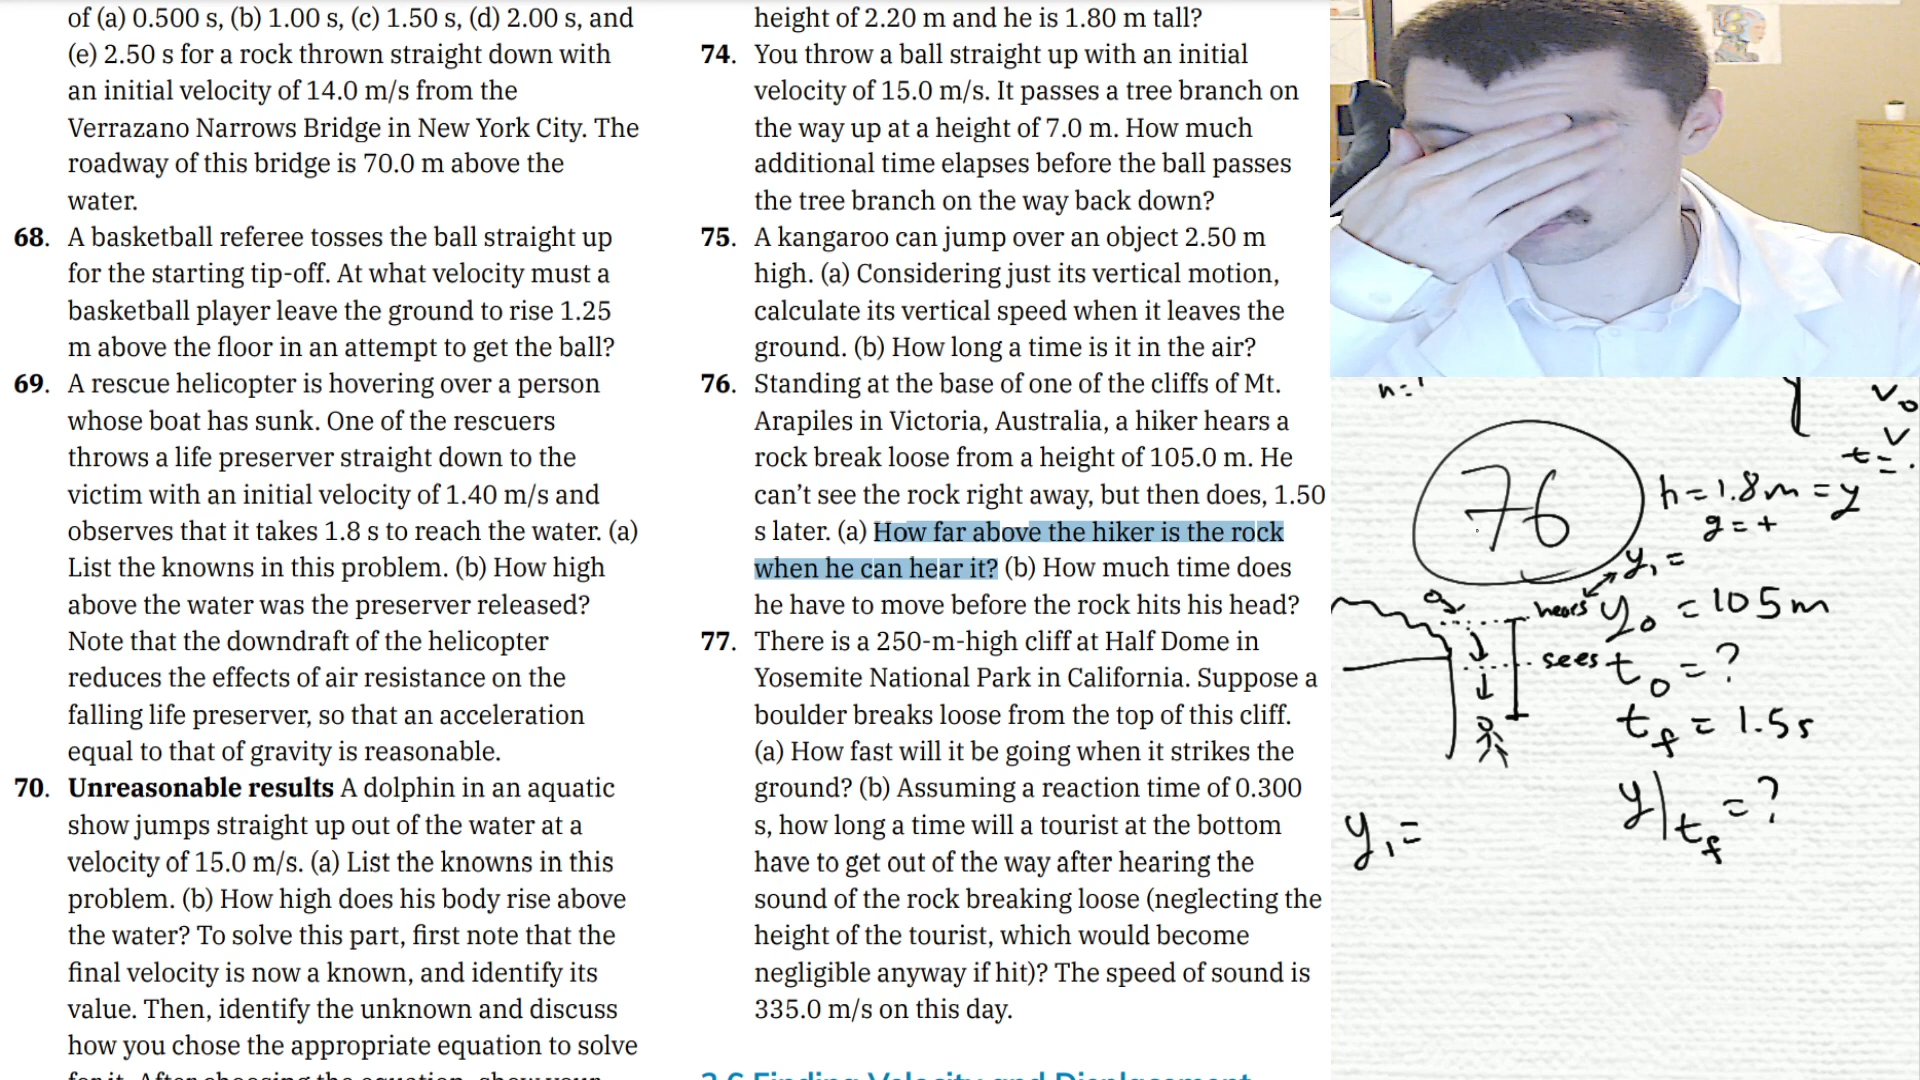 of (a) 0.500 s, (b) 1.00 s, (c) 1.50 s, (d) 2.00 s, and
(e) 2.50 s for a rock thrown straight down with
an initial velocity of 14.0 m/s from the
Verrazano Narrows Bridge in New York City. The
roadway of this bridge is 70.0 m above the
water.
68. A basketball referee tosses the ball straight up
for the starting tip-off. At what velocity must a
basketball player leave the ground to rise 1.25
m above the floor in an attempt to get the ball?
69. A rescue helicopter is hovering over a person
whose boat has sunk. One of the rescuers
throws a life preserver straight down to the
victim with an initial velocity of 1.40 m/s and
observes that it takes 1.8 s to reach the water. (a)
List the knowns in this problem. (b) How high
above the water was the preserver released?
Note that the downdraft of the helicopter
reduces the effects of air resistance on the
falling life preserver, so that an acceleration
equal to that of gravity is reasonable.
70. Unreasonable results A dolphin in an aquatic
show jumps straight up out of the water at a
velocity of 15.0 m/s. (a) List the knowns in this
problem. (b) How high does his body rise above
the water? To solve this part, first note that the
final velocity is now a known, and identify its
value. Then, identify the unknown and discuss
how you chose the appropriate equation to solve
for it. After choosing the equation, show your
height of 2.20 m and he is 1.80 m tall?
74. You throw a ball straight up with an initial
velocity of 15.0 m/s. It passes a tree branch on
the way up at a height of 7.0 m. How much
additional time elapses before the ball passes
the tree branch on the way back down?
75. A kangaroo can jump over an object 2.50 m
high. (a) Considering just its vertical motion,
calculate its vertical speed when it leaves the
ground. (b) How long a time is it in the air?
76. Standing at the base of one of the cliffs of Mt.
Arapiles in Victoria, Australia, a hiker hears a
rock break loose from a height of 105.0 m. He
can’t see the rock right away, but then does, 1.50
s later. (a) How far above the hiker is the rock
when he can hear it? (b) How much time does
he have to move before the rock hits his head?
77. There is a 250-m-high cliff at Half Dome in
Yosemite National Park in California. Suppose a
boulder breaks loose from the top of this cliff.
(a) How fast will it be going when it strikes the
ground? (b) Assuming a reaction time of 0.300
s, how long a time will a tourist at the bottom
have to get out of the way after hearing the
sound of the rock breaking loose (neglecting the
height of the tourist, which would become
negligible anyway if hit)? The speed of sound is
335.0 m/s on this day.
2.6 Finding Velocity and Displacement
v₀
v
t=.
76
h=1.8m=y
g=+
y₁=
hears y₀=105m
sees t₀=?
t_f=1.5s
y|t_f=?
y₁=